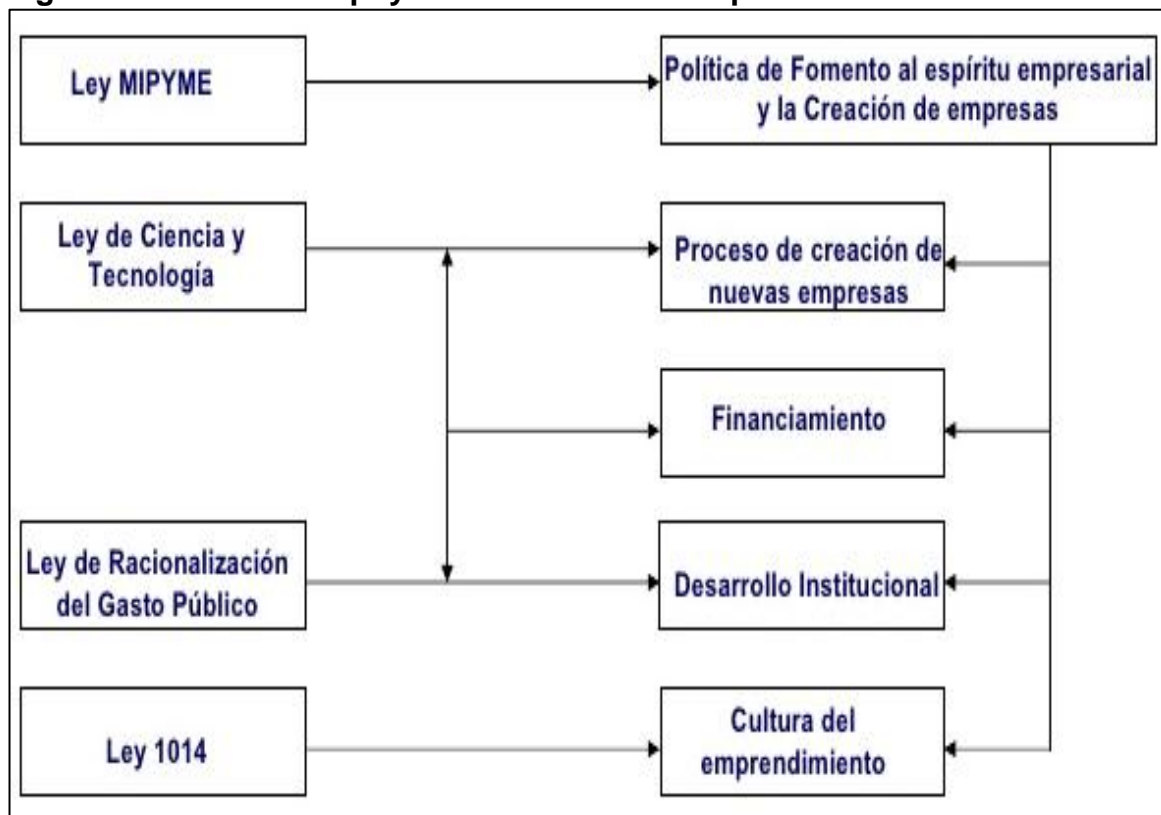 Ley MIPYME
Política de Fomento al espíritu empresarial
y la Creación de empresas
Ley de Ciencia y
Tecnología
Proceso de creación de
nuevas empresas
Financiamiento
Ley de Racionalización
del Gasto Público
Desarrollo Institucional
Ley 1014
Cultura del
emprendimiento